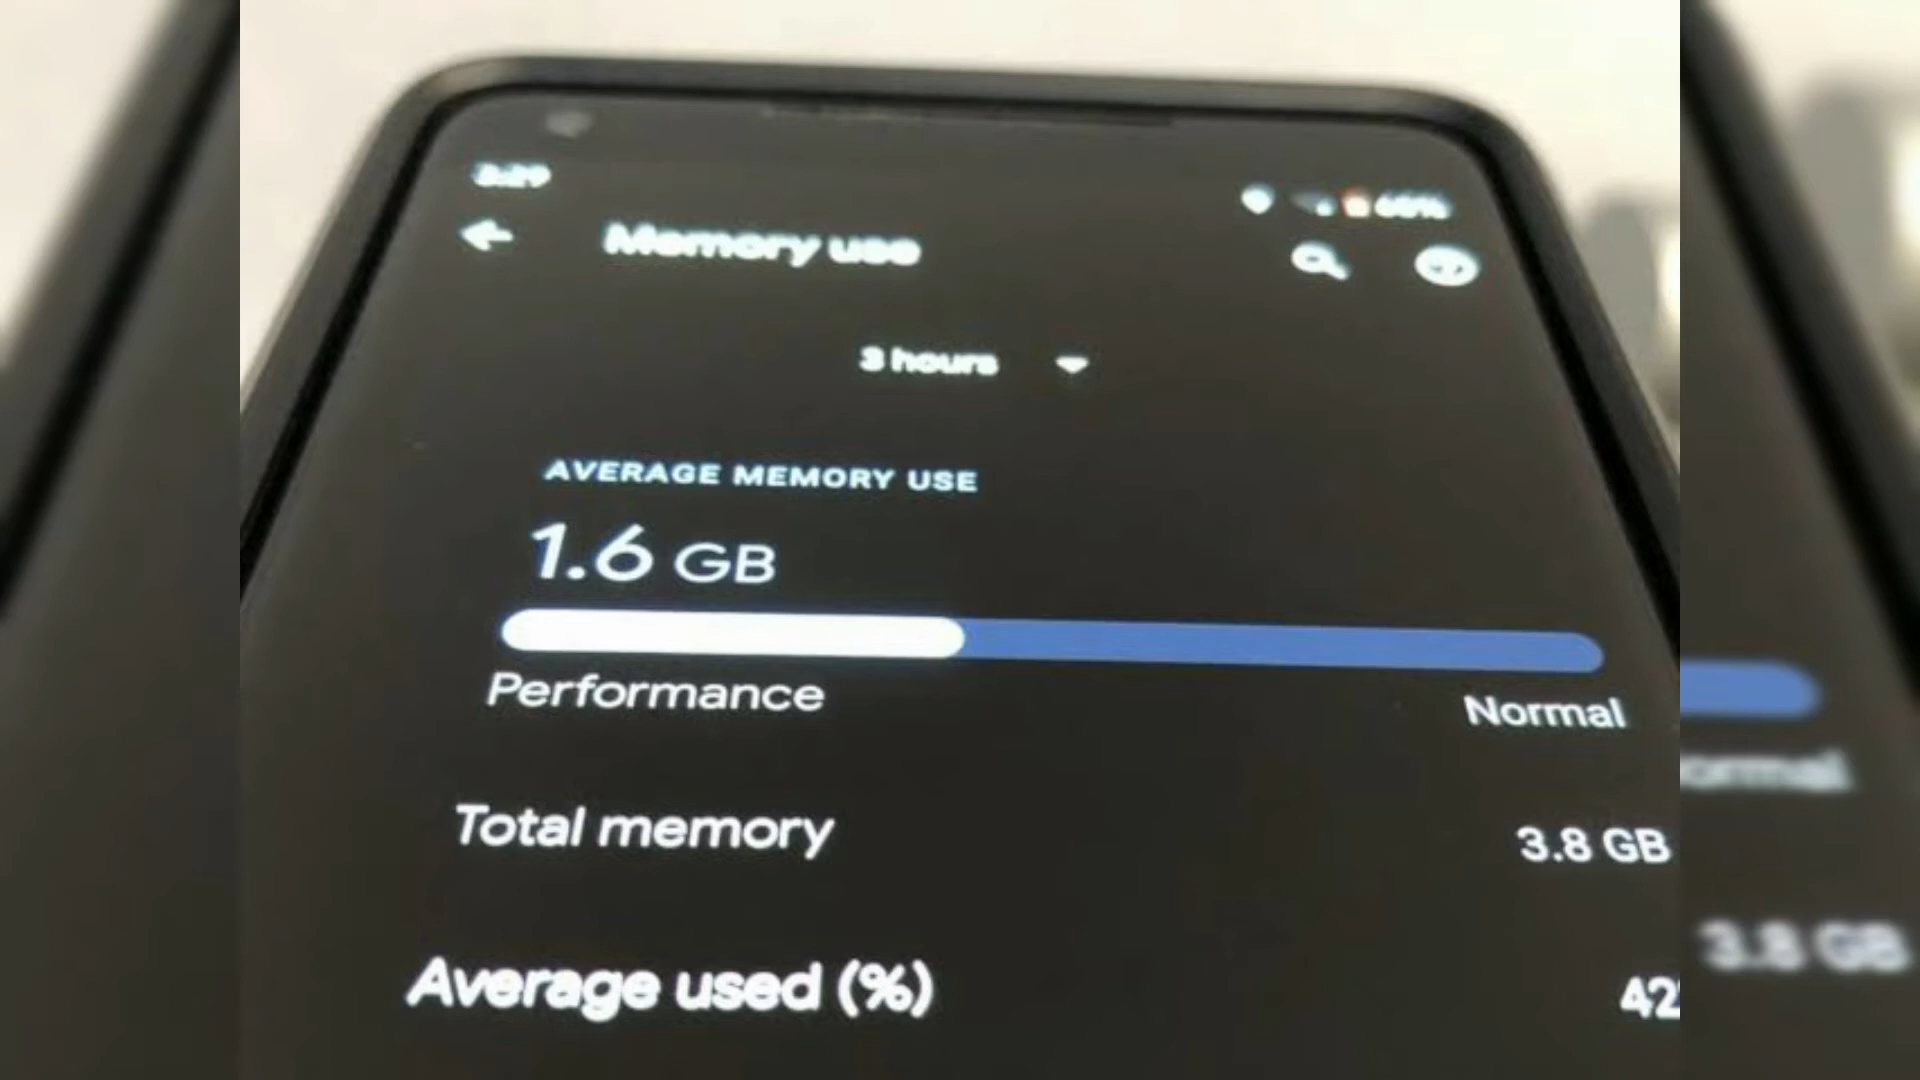 Memory use
3 hours
AVERAGE MEMORY USE
1.6 GB
Performance
Normal
Total memory
3.8 GB
Average used (%)
42